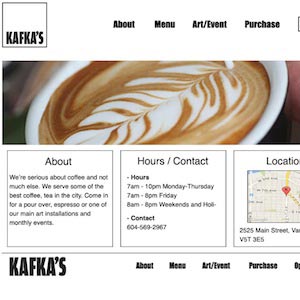 KAFKA'S
About Menu Art/Event Purchase
About
We're serious about coffee and not
much else. We serve some of the
best coffee, tea in the city. Come in
for a pour over, espresso or one of
our main art installations and
monthly events.
Hours / Contact
- Hours
7am - 10pm Monday-Thursday
7am - 8pm Friday
8am - 8pm Weekends and Holi-
- Contact
604-569-2967
Locatio
2525 Main Street, Van
V5T 3E5
KAFKA'S
About Menu Art/Event Purchase